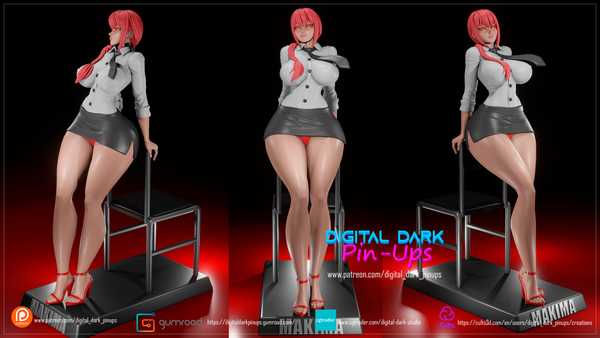 DIGITAL DARK
Pin-Ups
www.patreon.com/digital_dark_pinups
MAKIMA
MAKIMA
MAKIMA
www.patreon.com/digital_dark_pinups
gumroad
https://digitaldarkpinups.gumroad.com
cgtrader
www.cgtrader.com/digital-dark-studio
https://cults3d.com/en/users/digital_dark_pinups/creations